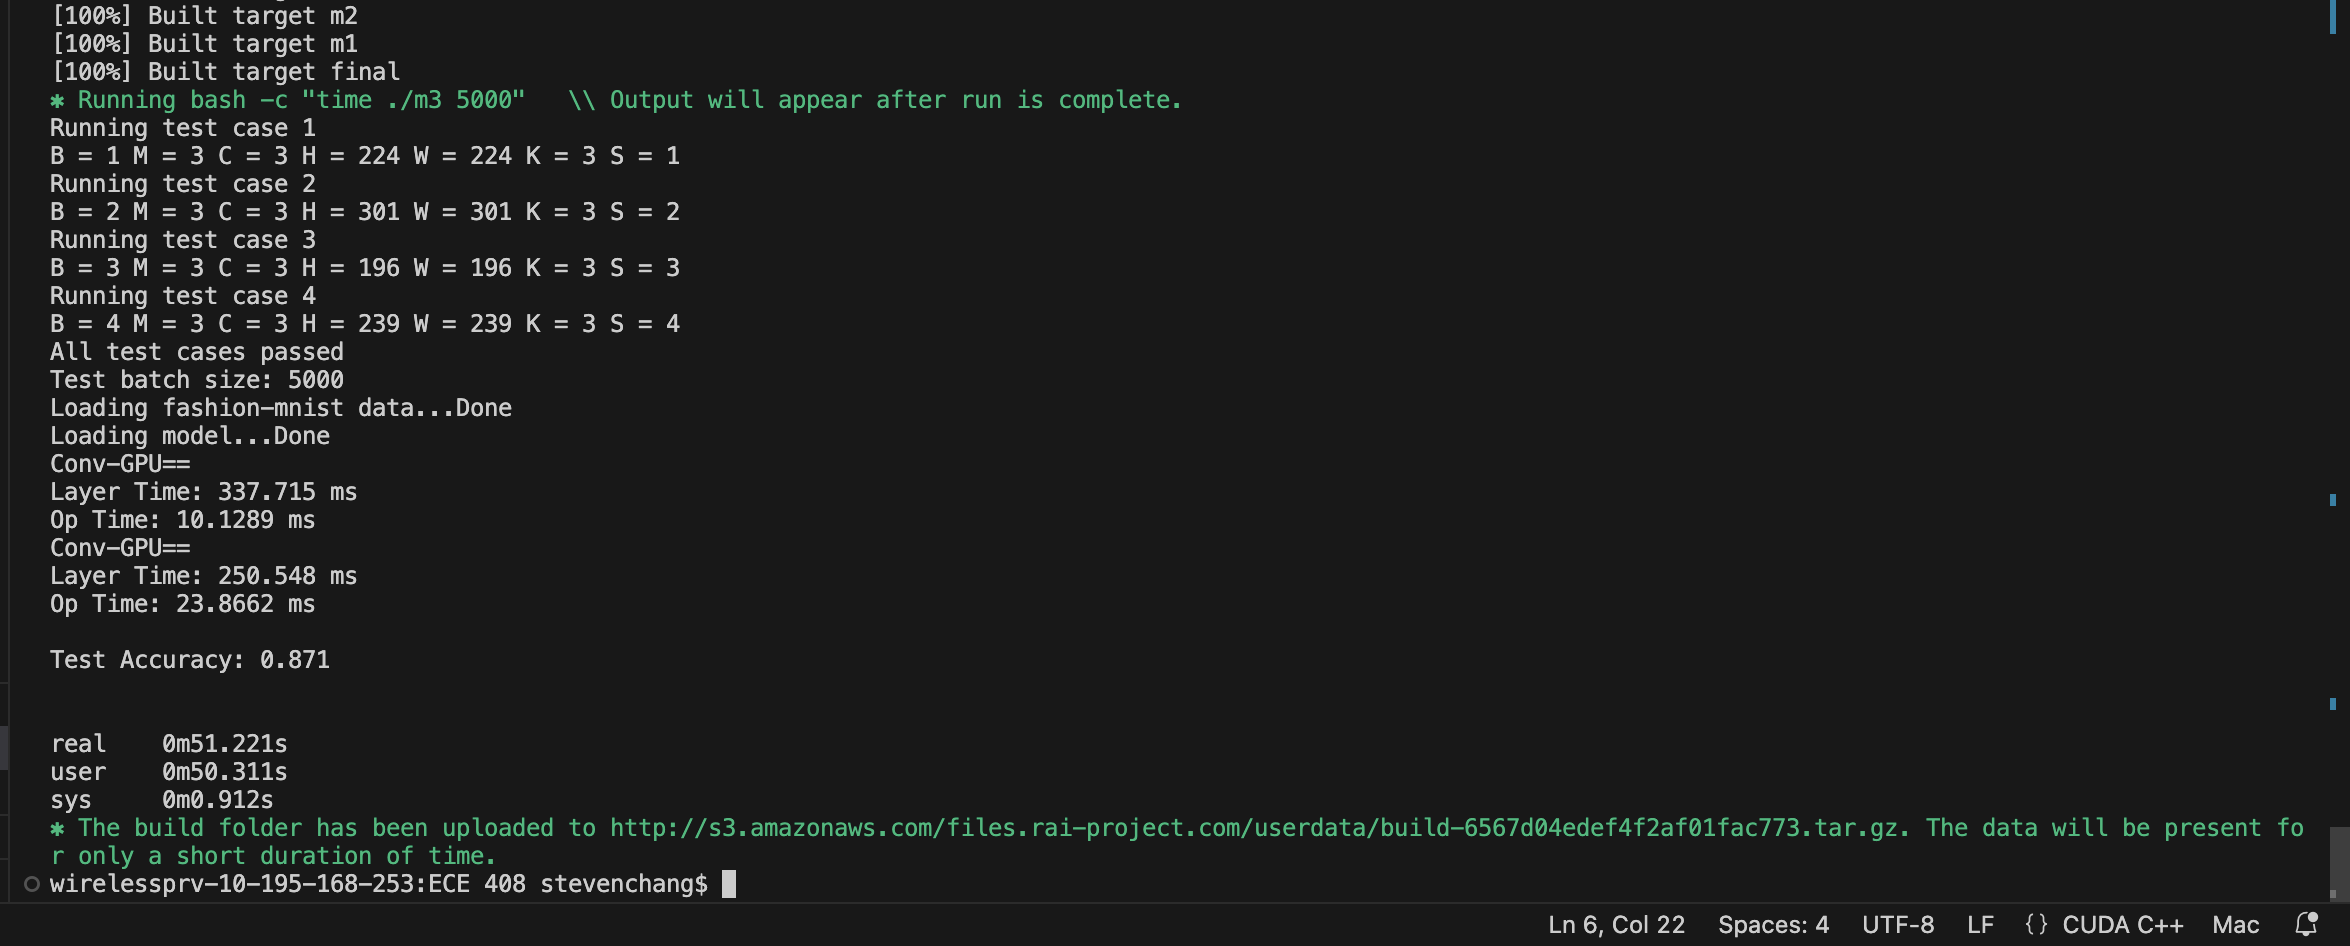 [100%] Built target m2
[100%] Built target m1
[100%] Built target final
✱ Running bash -c "time ./m3 5000"   \\ Output will appear after run is complete.
Running test case 1
B = 1 M = 3 C = 3 H = 224 W = 224 K = 3 S = 1
Running test case 2
B = 2 M = 3 C = 3 H = 301 W = 301 K = 3 S = 2
Running test case 3
B = 3 M = 3 C = 3 H = 196 W = 196 K = 3 S = 3
Running test case 4
B = 4 M = 3 C = 3 H = 239 W = 239 K = 3 S = 4
All test cases passed
Test batch size: 5000
Loading fashion-mnist data...Done
Loading model...Done
Conv-GPU==
Layer Time: 337.715 ms
Op Time: 10.1289 ms
Conv-GPU==
Layer Time: 250.548 ms
Op Time: 23.8662 ms
Test Accuracy: 0.871
real    0m51.221s
user    0m50.311s
sys     0m0.912s
✱ The build folder has been uploaded to http://s3.amazonaws.com/files.rai-project.com/userdata/build-6567d04edef4f2af01fac773.tar.gz. The data will be present fo
r only a short duration of time.
wirelessprv-10-195-168-253:ECE 408 stevenchang$
Ln 6, Col 22 Spaces: 4 UTF-8 LF {} CUDA C++ Mac